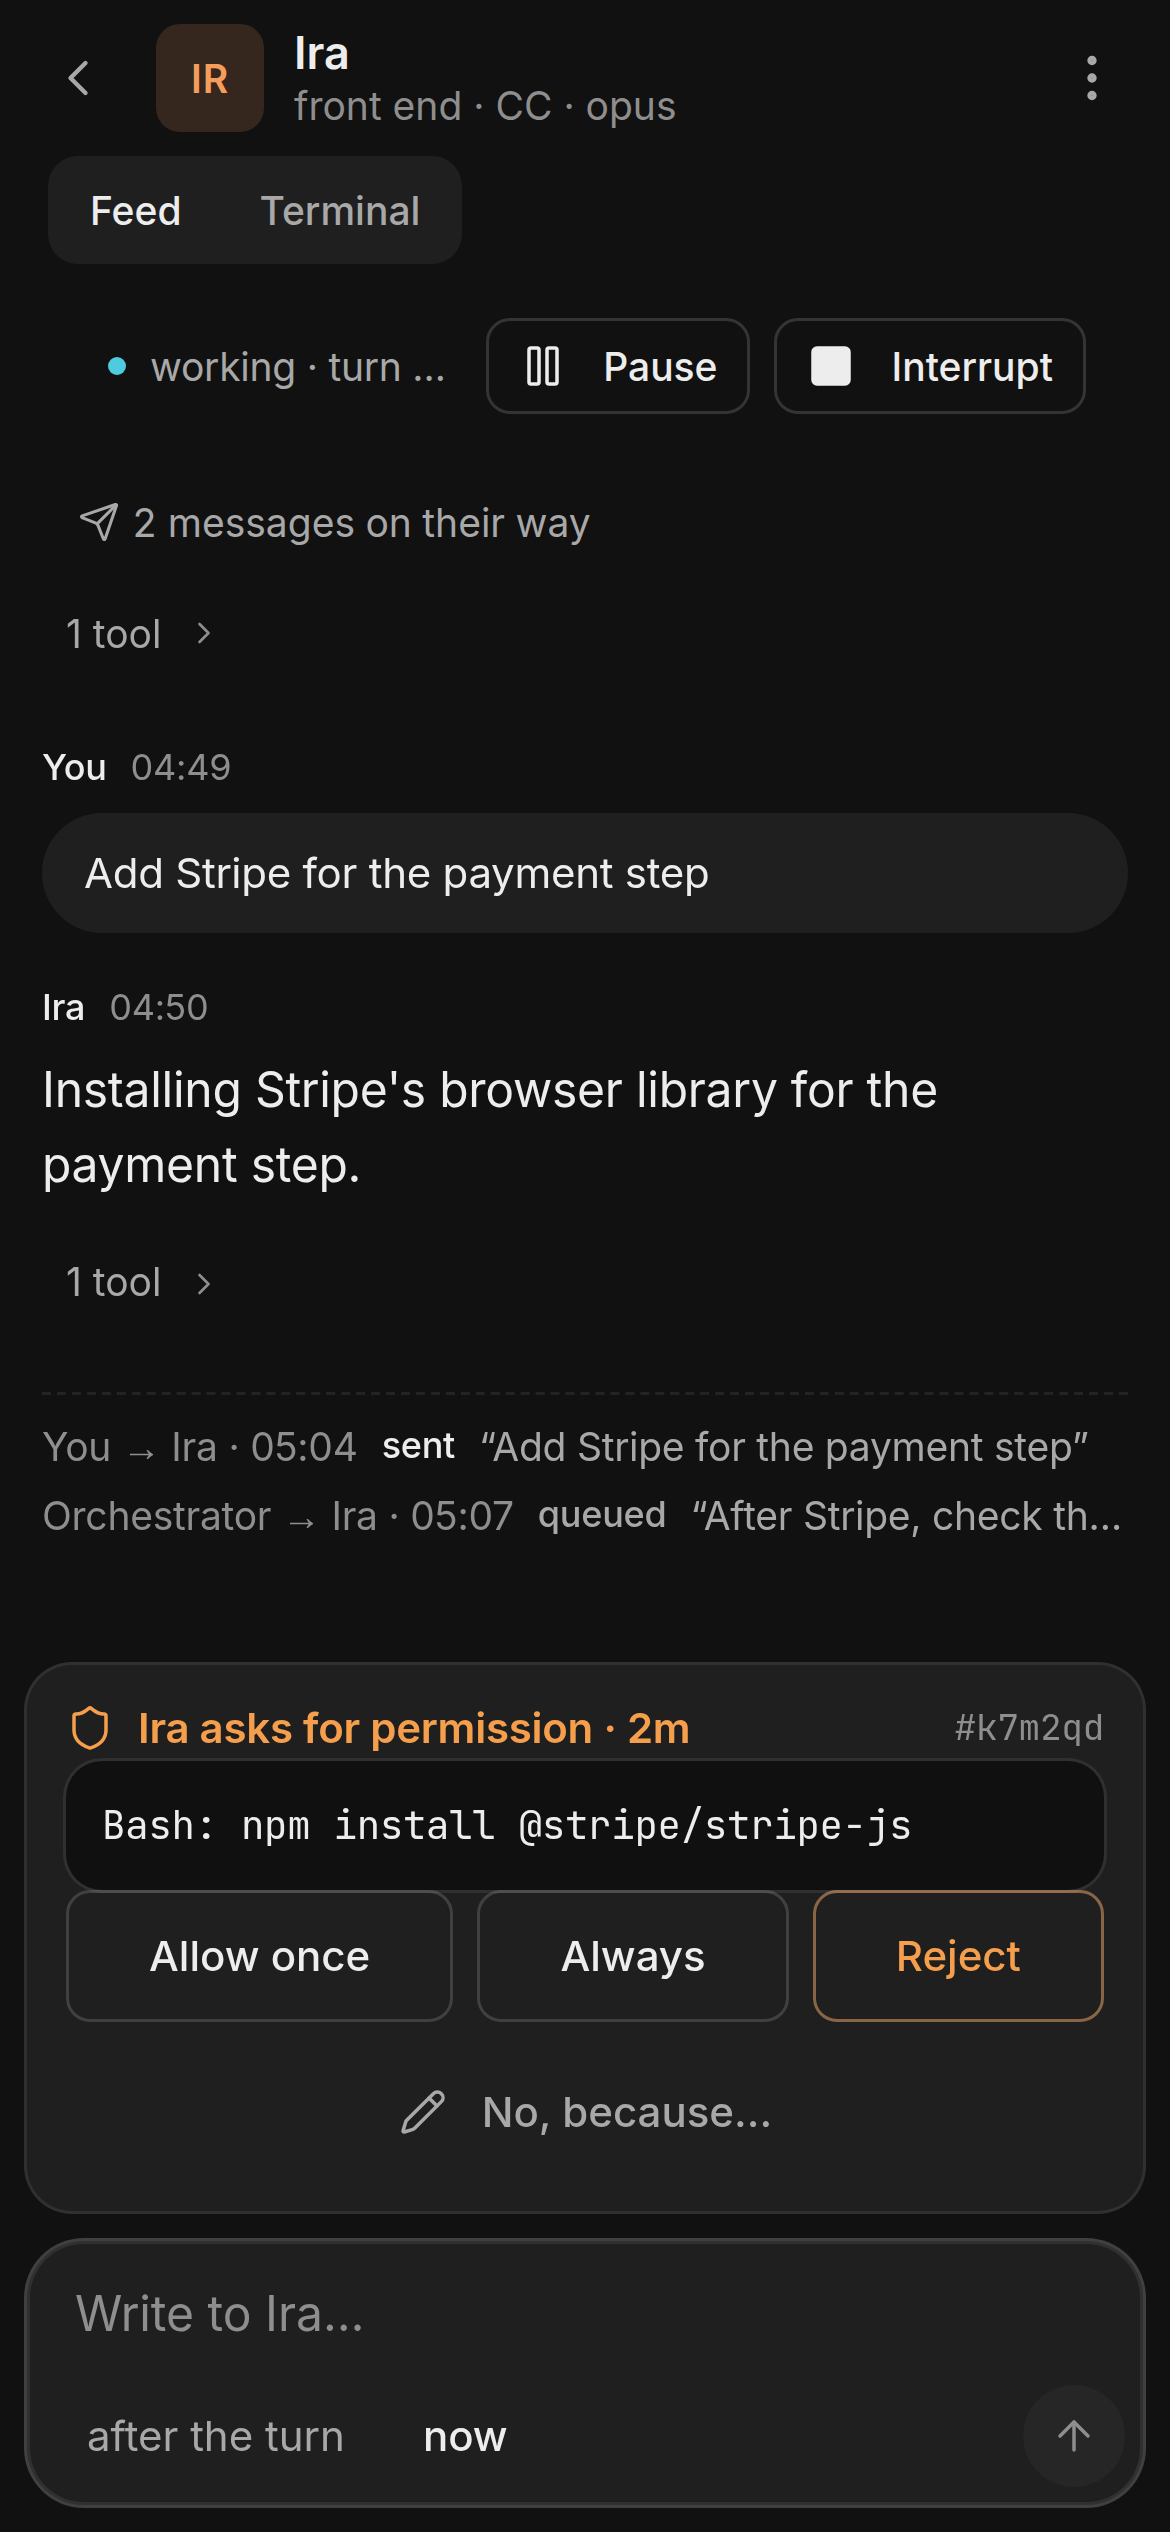 IR
Ira
front end · CC · opus
Feed
Terminal
working · turn ...
Pause
Interrupt
2 messages on their way
1 tool
You 04:49
Add Stripe for the payment step
Ira 04:50
Installing Stripe's browser library for the
payment step.
1 tool
You → Ira · 05:04 sent “Add Stripe for the payment step”
Orchestrator → Ira · 05:07 queued “After Stripe, check th...
Ira asks for permission · 2m #k7m2qd
Bash: npm install @stripe/stripe-js
Allow once
Always
Reject
No, because...
Write to Ira...
after the turn
now